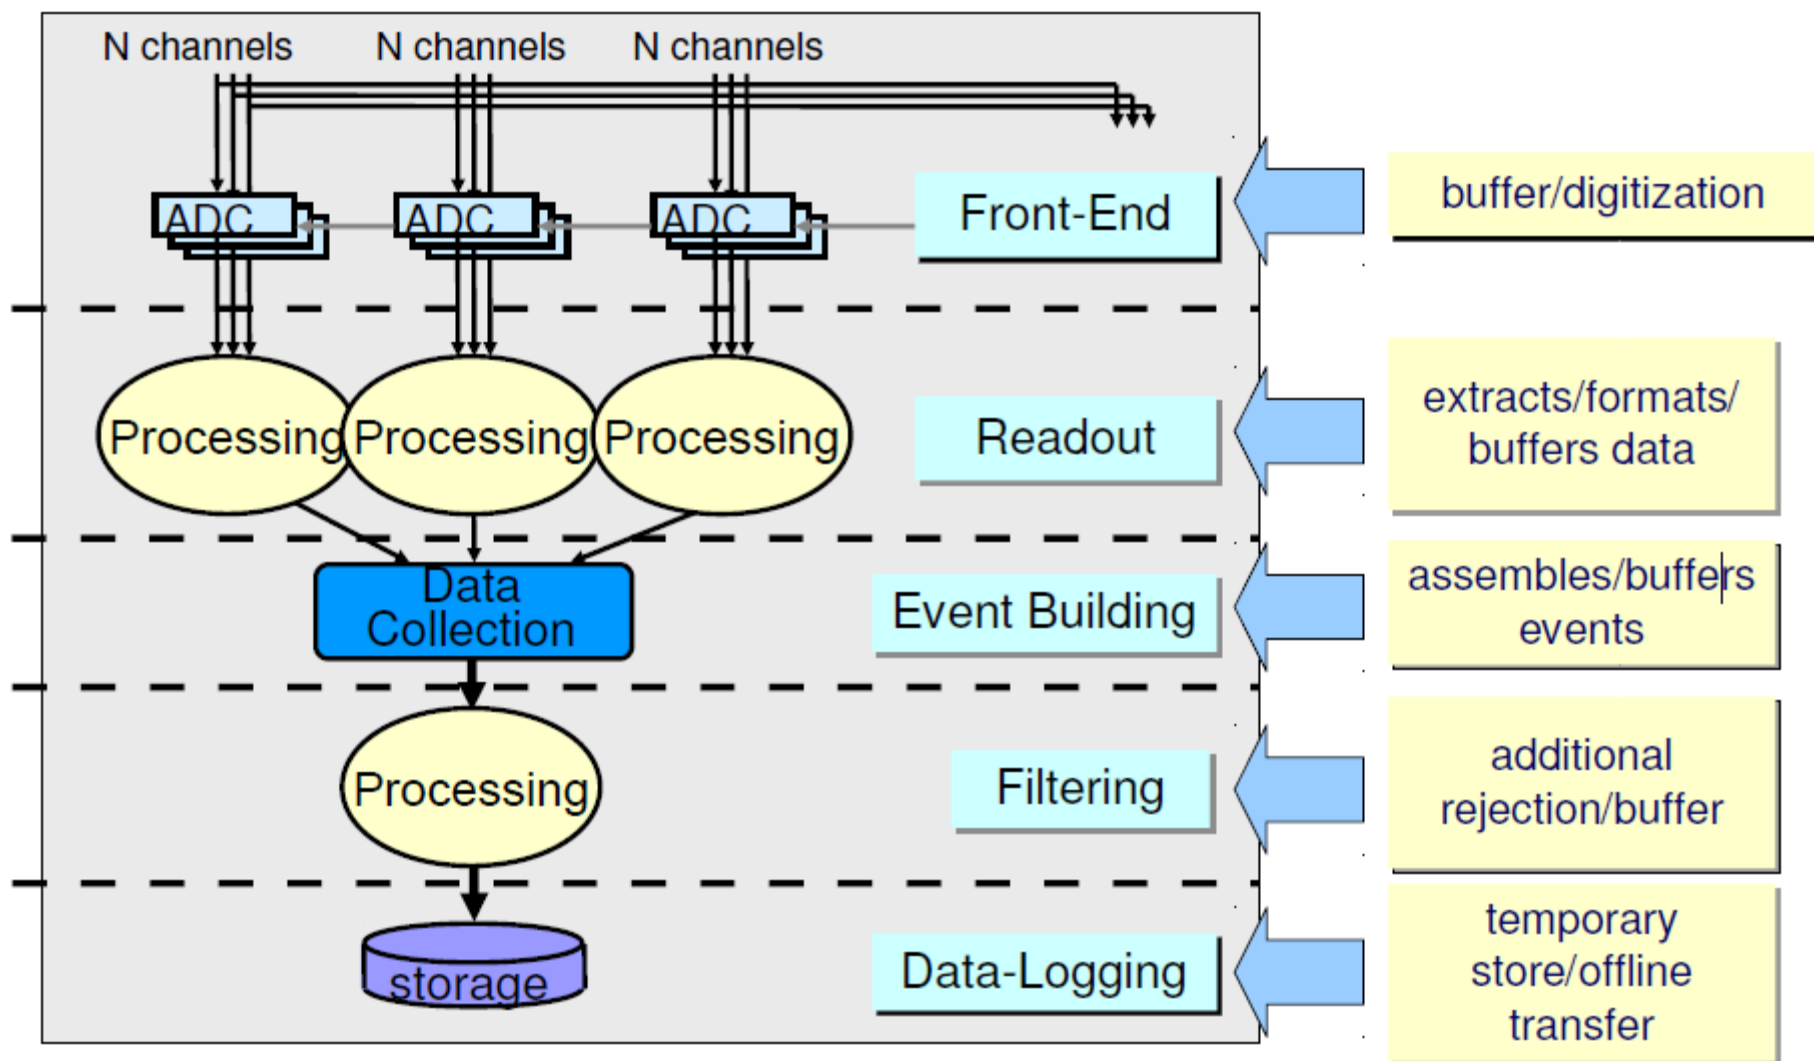 N channels
N channels
N channels
ADC
ADC
ADC
Front-End
buffer/digitization
Processing
Processing
Processing
Readout
extracts/formats/
buffers data
Data
Collection
Event Building
assembles/buffers
events
Processing
Filtering
additional
rejection/buffer
storage
Data-Logging
temporary
store/offline
transfer